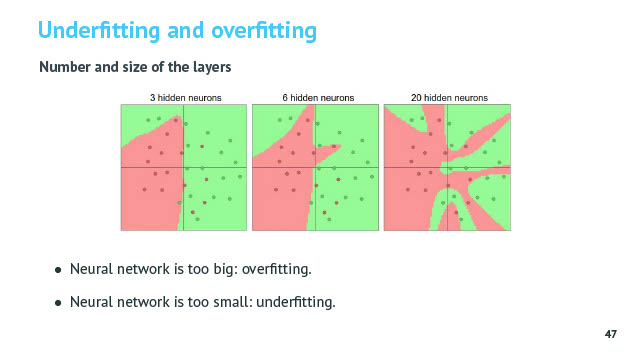 Underfitting and overfitting
Number and size of the layers
3 hidden neurons 6 hidden neurons 20 hidden neurons
● Neural network is too big: overfitting.
● Neural network is too small: underfitting.
47